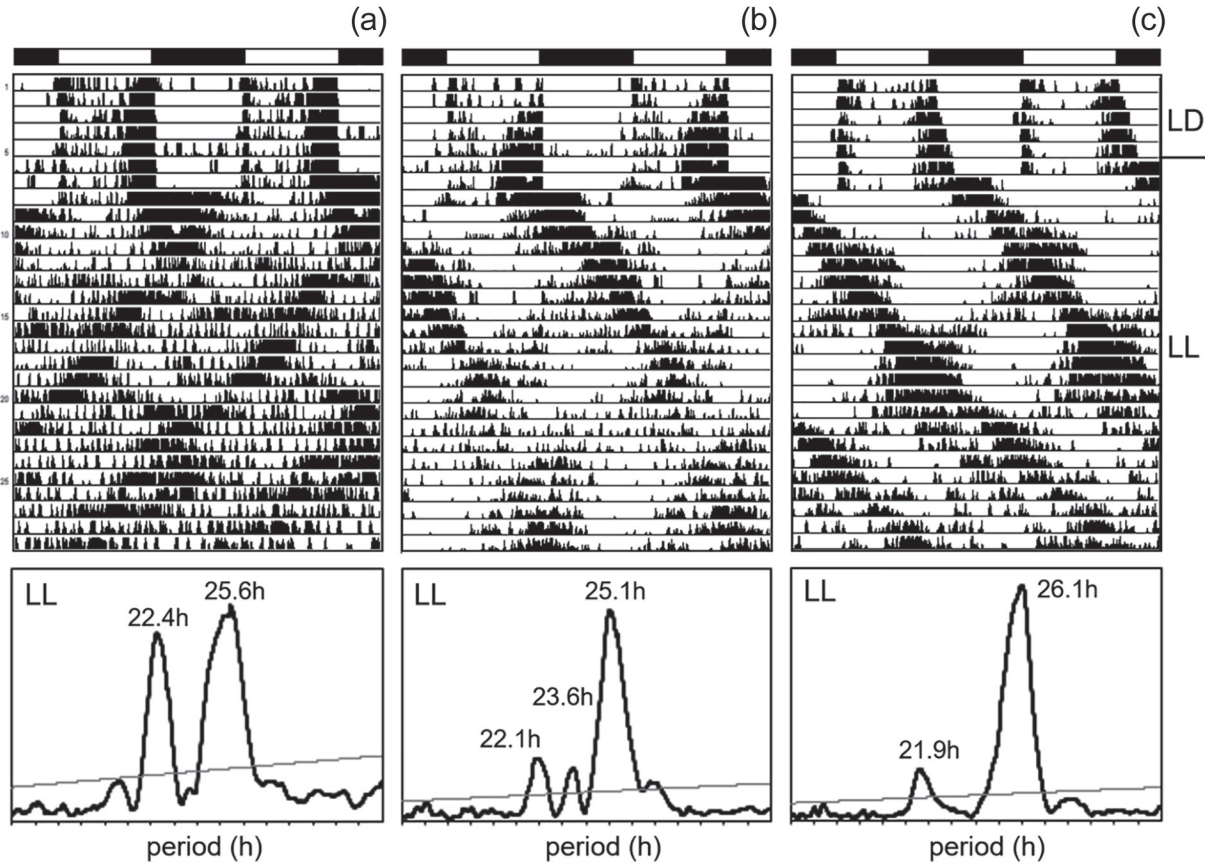 (a) (b) (c)
1
5
10
15
20
25
LD
LL
LL 22.4h 25.6h
LL 22.1h 23.6h 25.1h
LL 21.9h 26.1h
period (h) period (h) period (h)